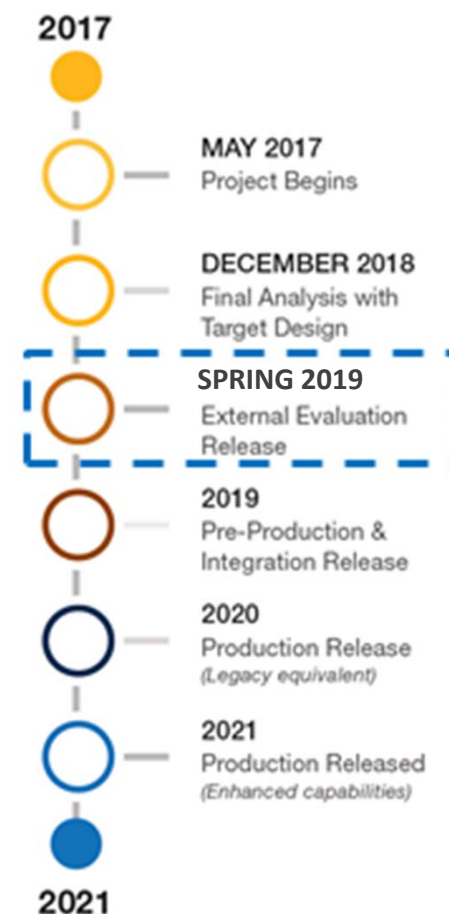 2017
MAY 2017
Project Begins
DECEMBER 2018
Final Analysis with
Target Design
SPRING 2019
External Evaluation
Release
2019
Pre-Production &
Integration Release
2020
Production Release
(Legacy equivalent)
2021
Production Released
(Enhanced capabilities)
2021